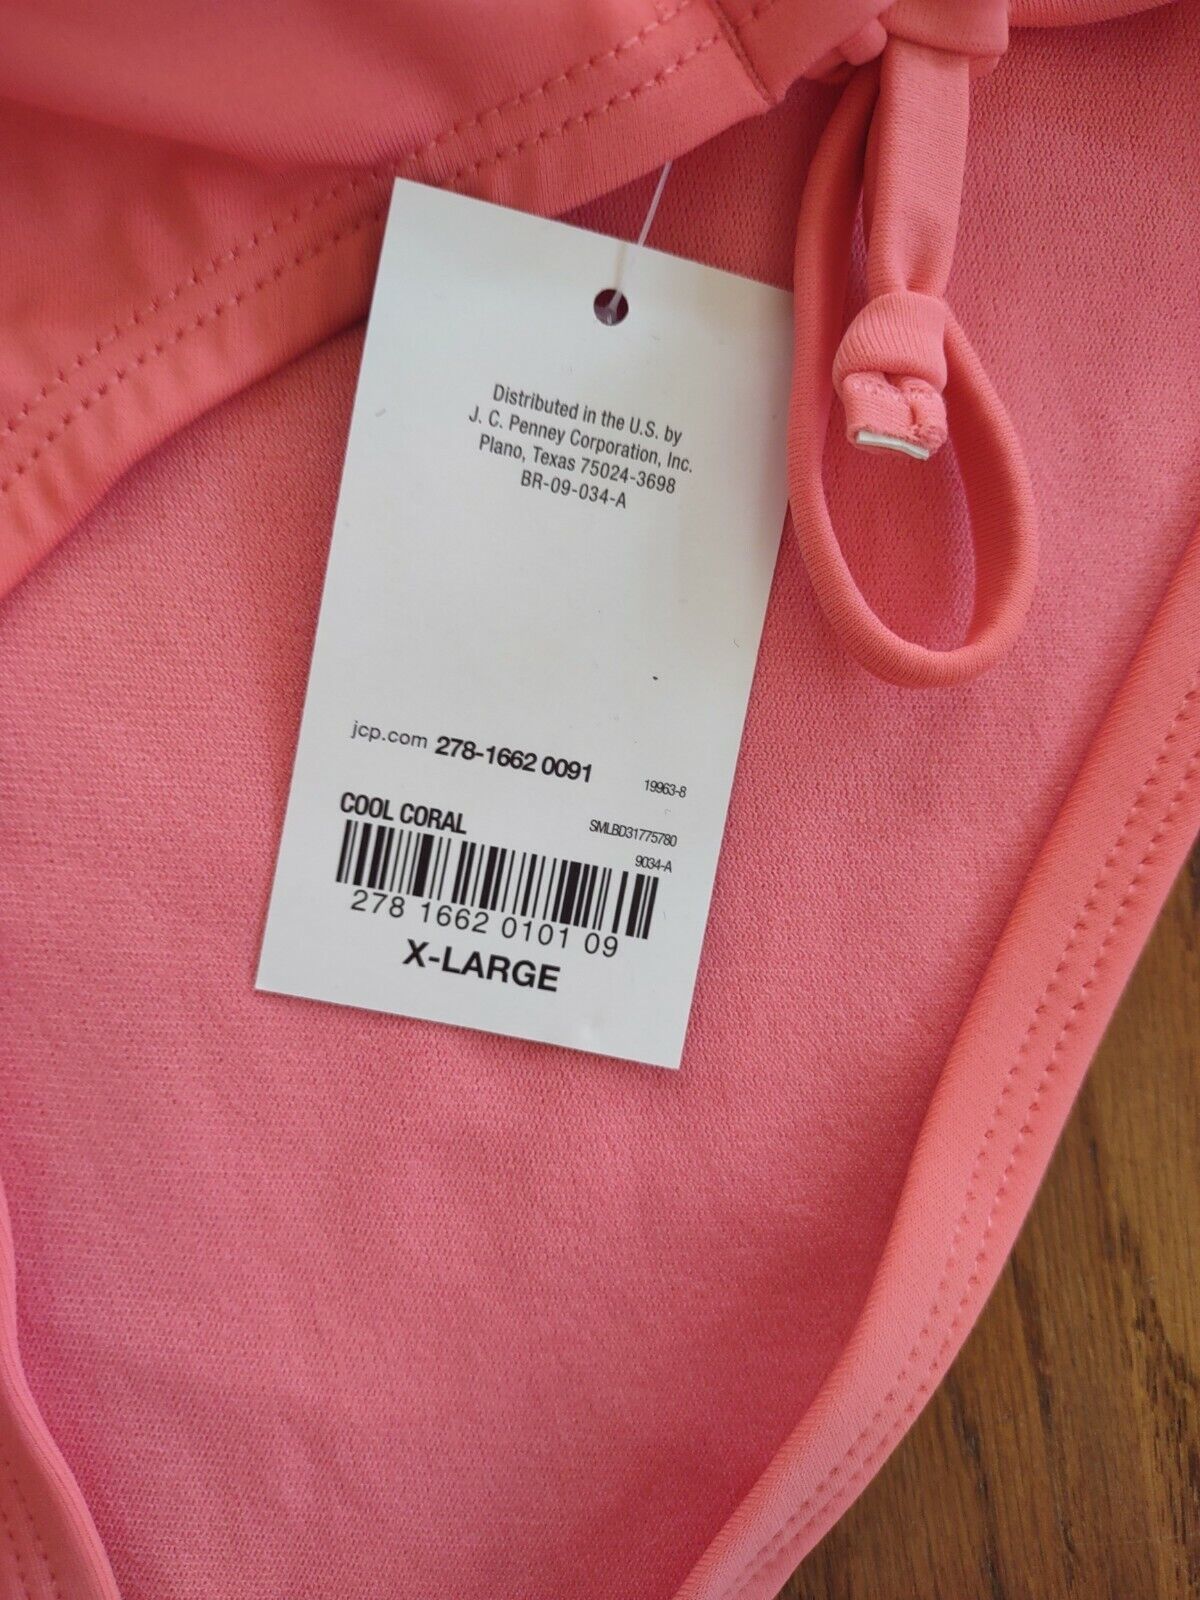 Distributed in the U.S. by
J. C. Penney Corporation, Inc.
Plano, Texas 75024-3698
BR-09-034-A
jcp.com 278-1662 0091
19963-8
COOL CORAL
SMLBD31775780
9034-A
278 1662 0101 09
X-LARGE